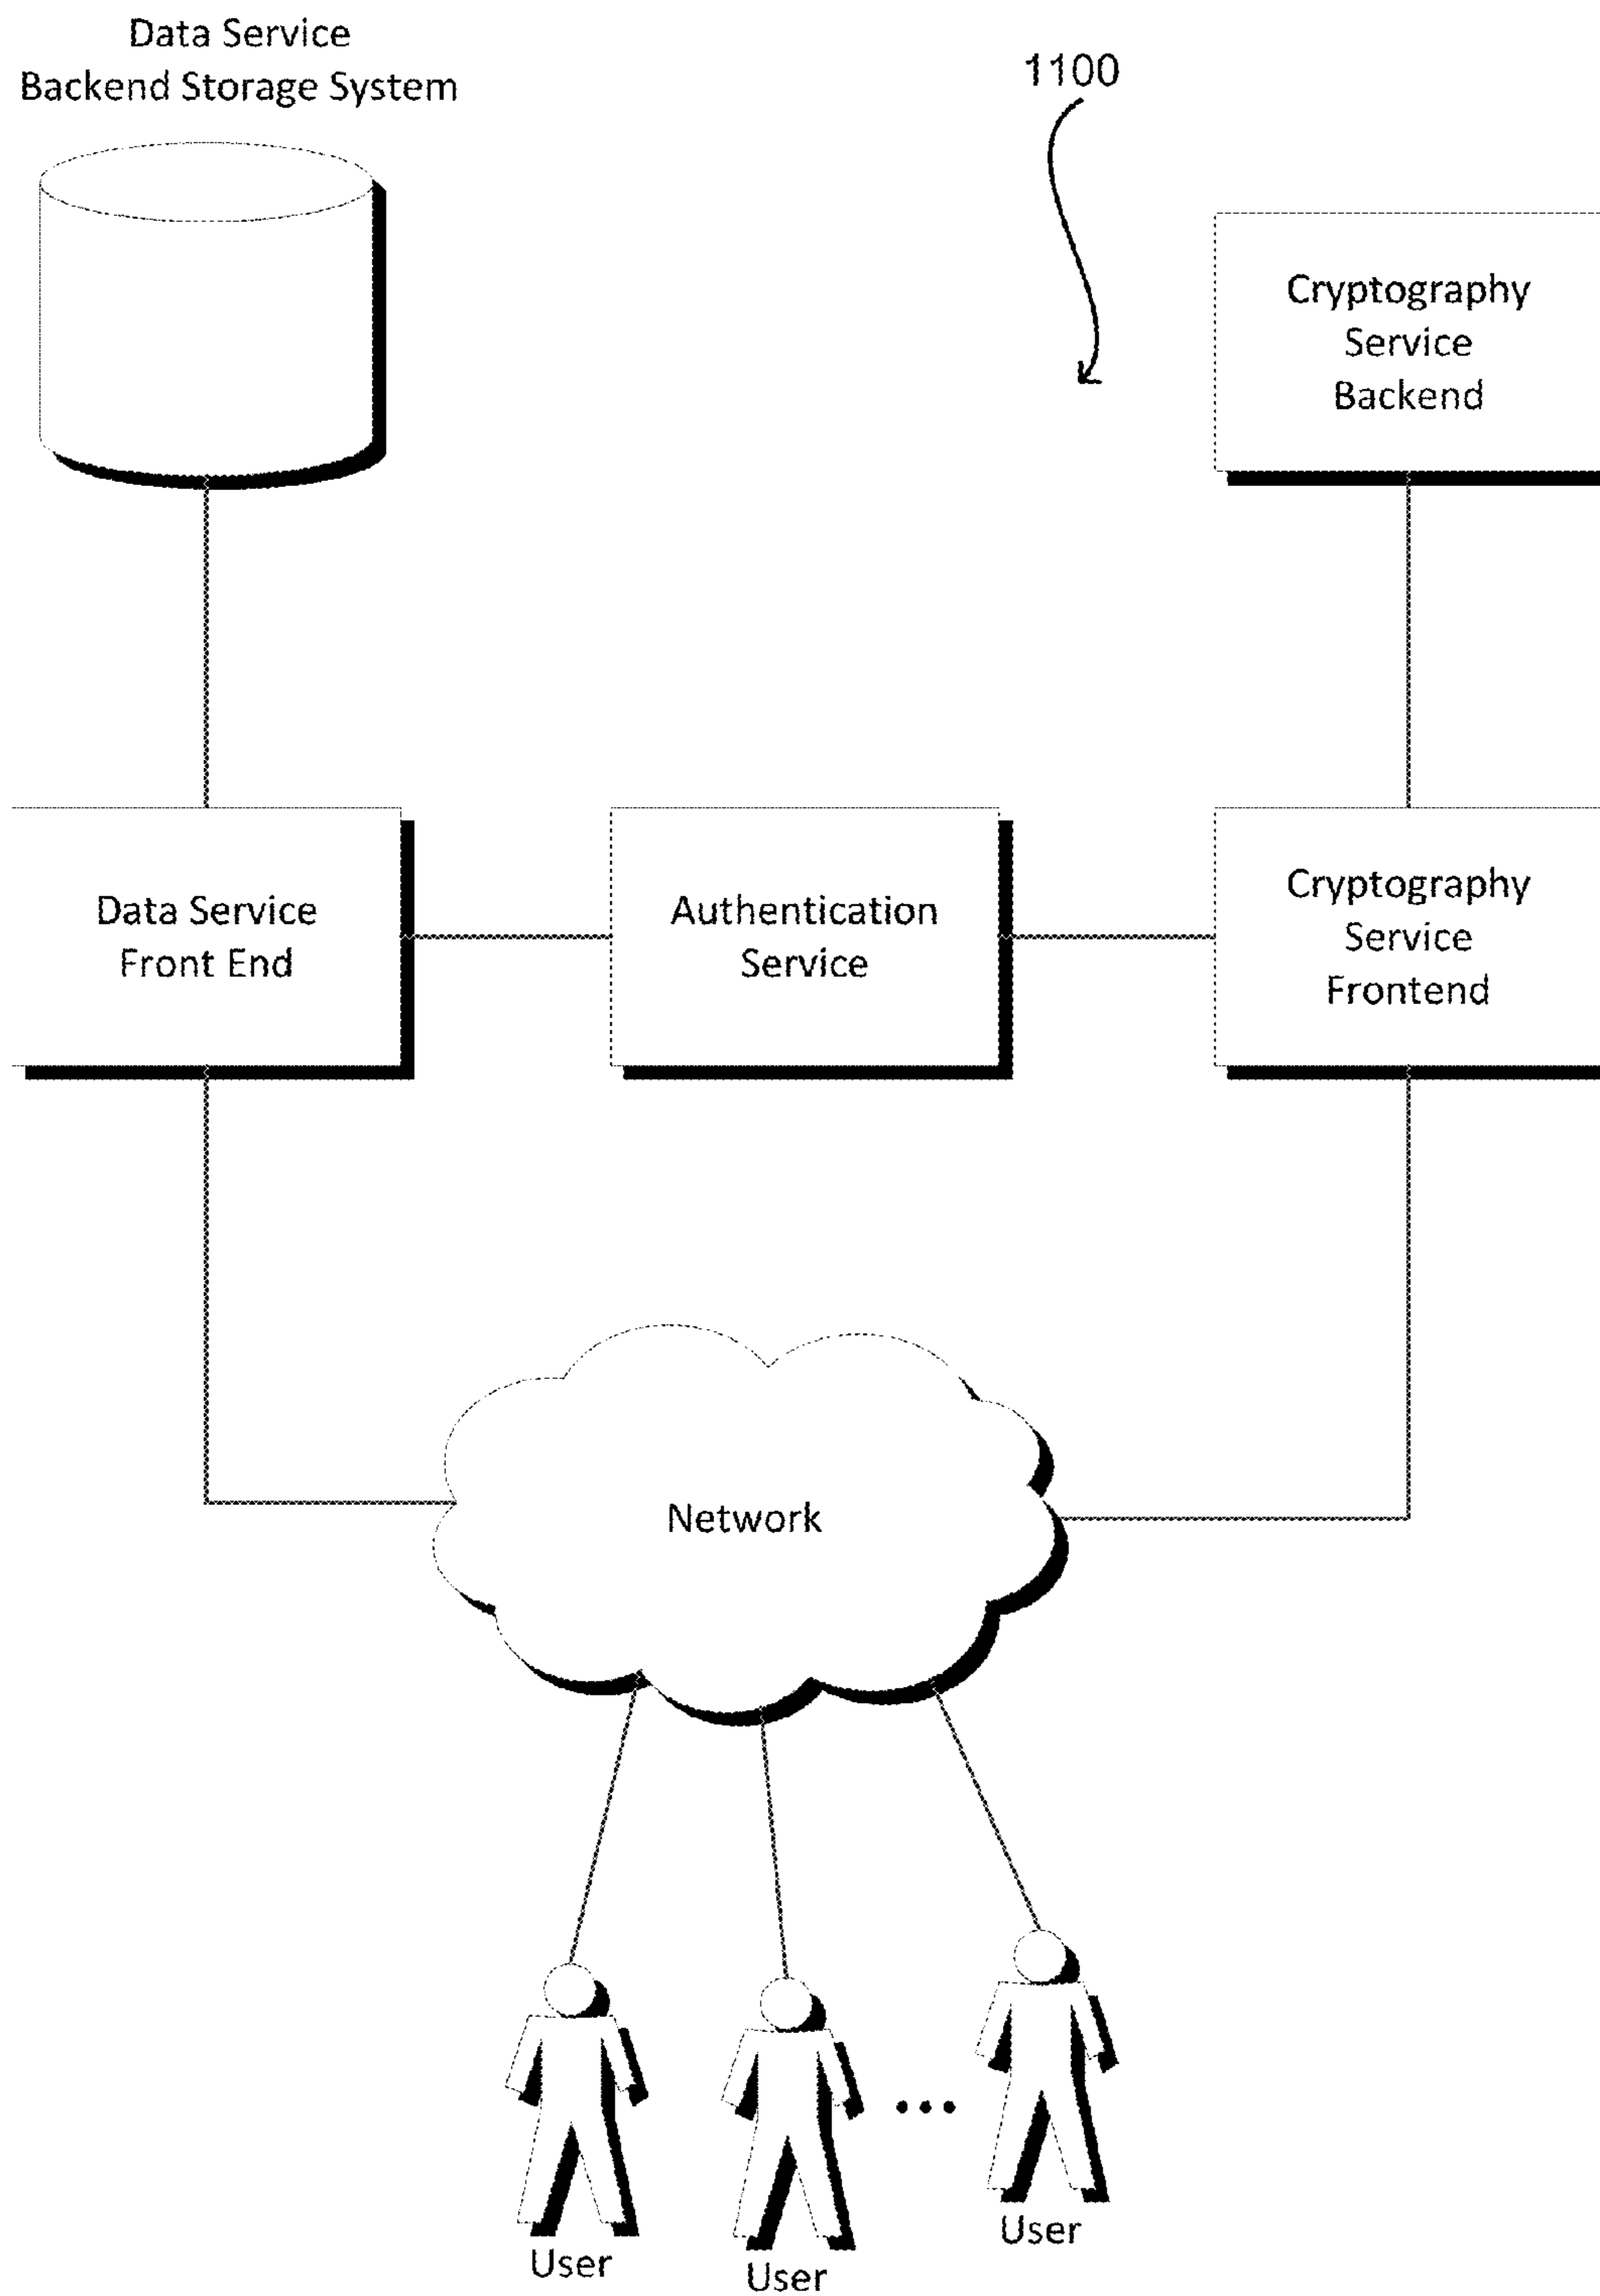 Data Service
Backend Storage System
1100
Cryptography
Service
Backend
Data Service
Front End
Authentication
Service
Cryptography
Service
Frontend
Network
User
User
User